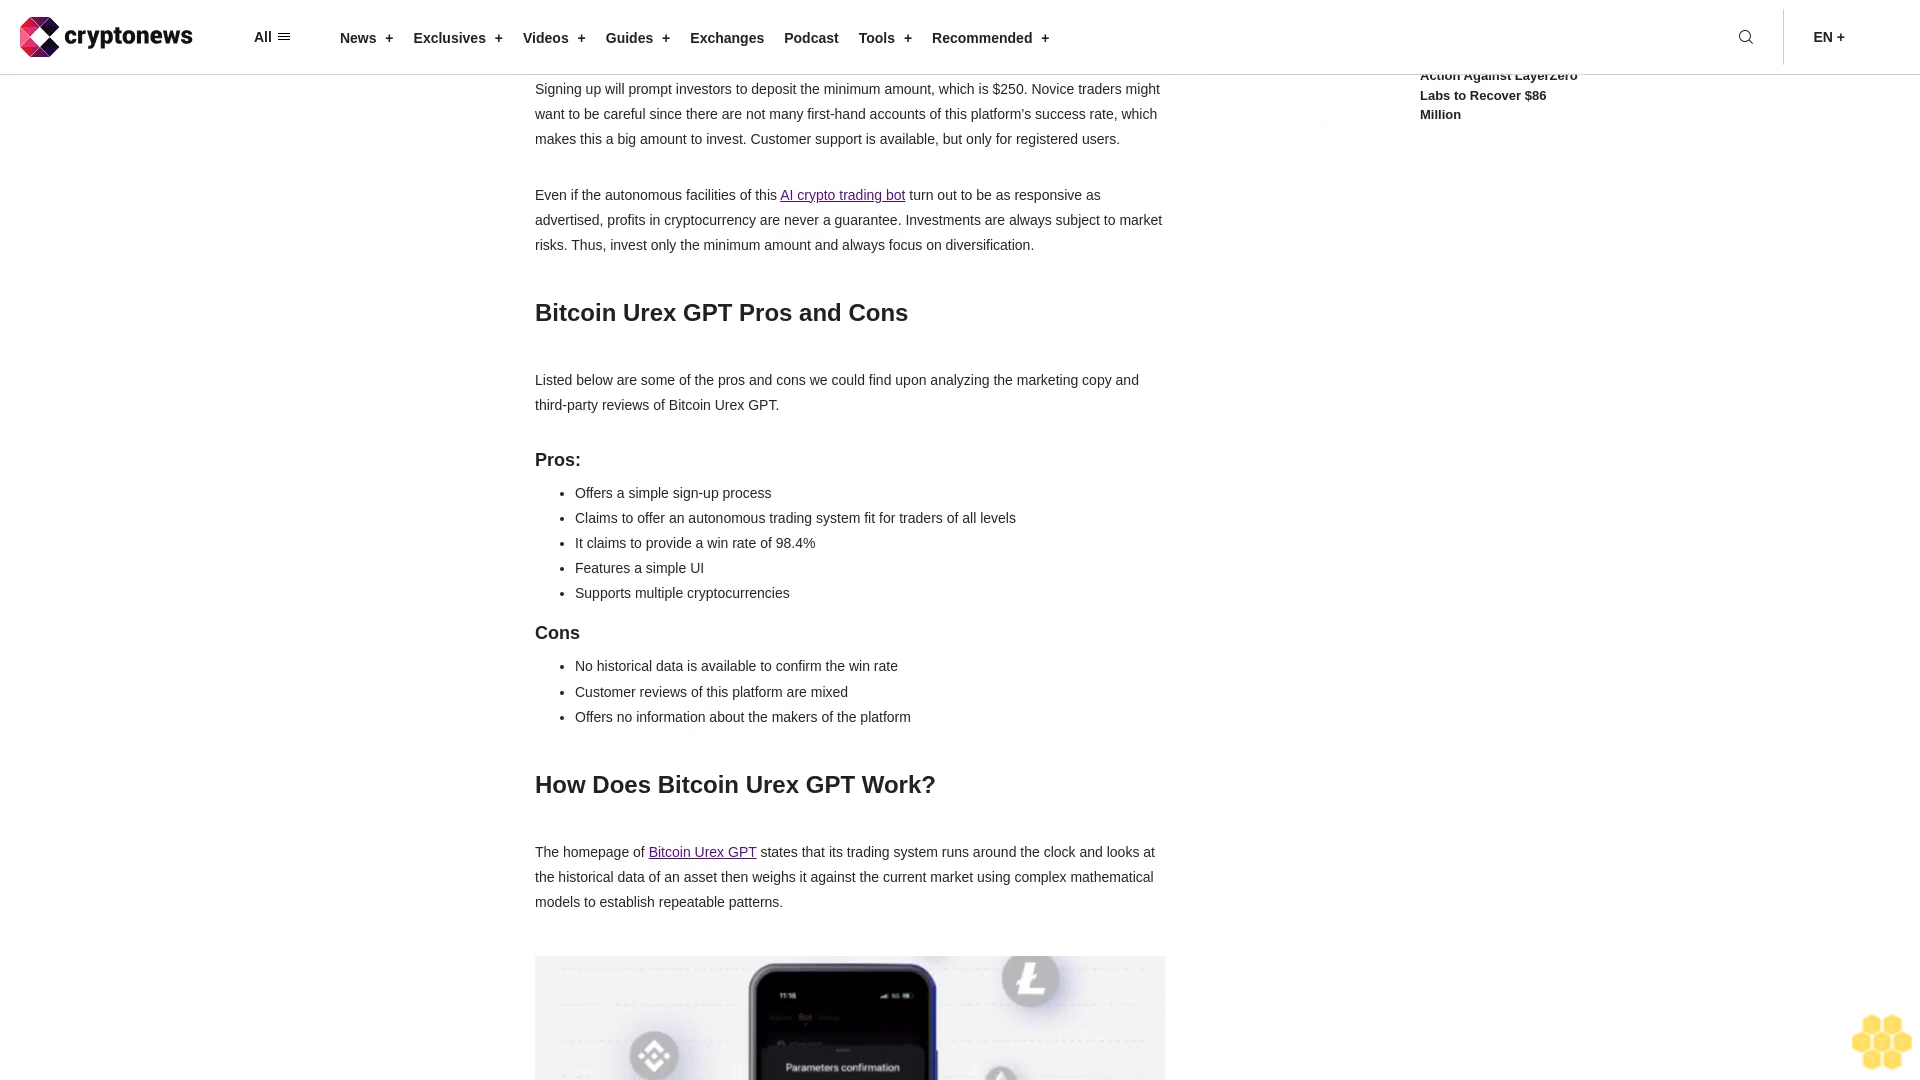 cryptonews
All
News +
Exclusives +
Videos +
Guides +
Exchanges
Podcast
Tools +
Recommended +
EN +
Action Against LayerZero
Labs to Recover $86
Million
Signing up will prompt investors to deposit the minimum amount, which is $250. Novice traders might
want to be careful since there are not many first-hand accounts of this platform's success rate, which
makes this a big amount to invest. Customer support is available, but only for registered users.
Even if the autonomous facilities of this AI crypto trading bot turn out to be as responsive as
advertised, profits in cryptocurrency are never a guarantee. Investments are always subject to market
risks. Thus, invest only the minimum amount and always focus on diversification.
Bitcoin Urex GPT Pros and Cons
Listed below are some of the pros and cons we could find upon analyzing the marketing copy and
third-party reviews of Bitcoin Urex GPT.
Pros:
Offers a simple sign-up process
Claims to offer an autonomous trading system fit for traders of all levels
It claims to provide a win rate of 98.4%
Features a simple UI
Supports multiple cryptocurrencies
Cons
No historical data is available to confirm the win rate
Customer reviews of this platform are mixed
Offers no information about the makers of the platform
How Does Bitcoin Urex GPT Work?
The homepage of Bitcoin Urex GPT states that its trading system runs around the clock and looks at
the historical data of an asset then weighs it against the current market using complex mathematical
models to establish repeatable patterns.
11:16
5G
Bot
Parameters confirmation